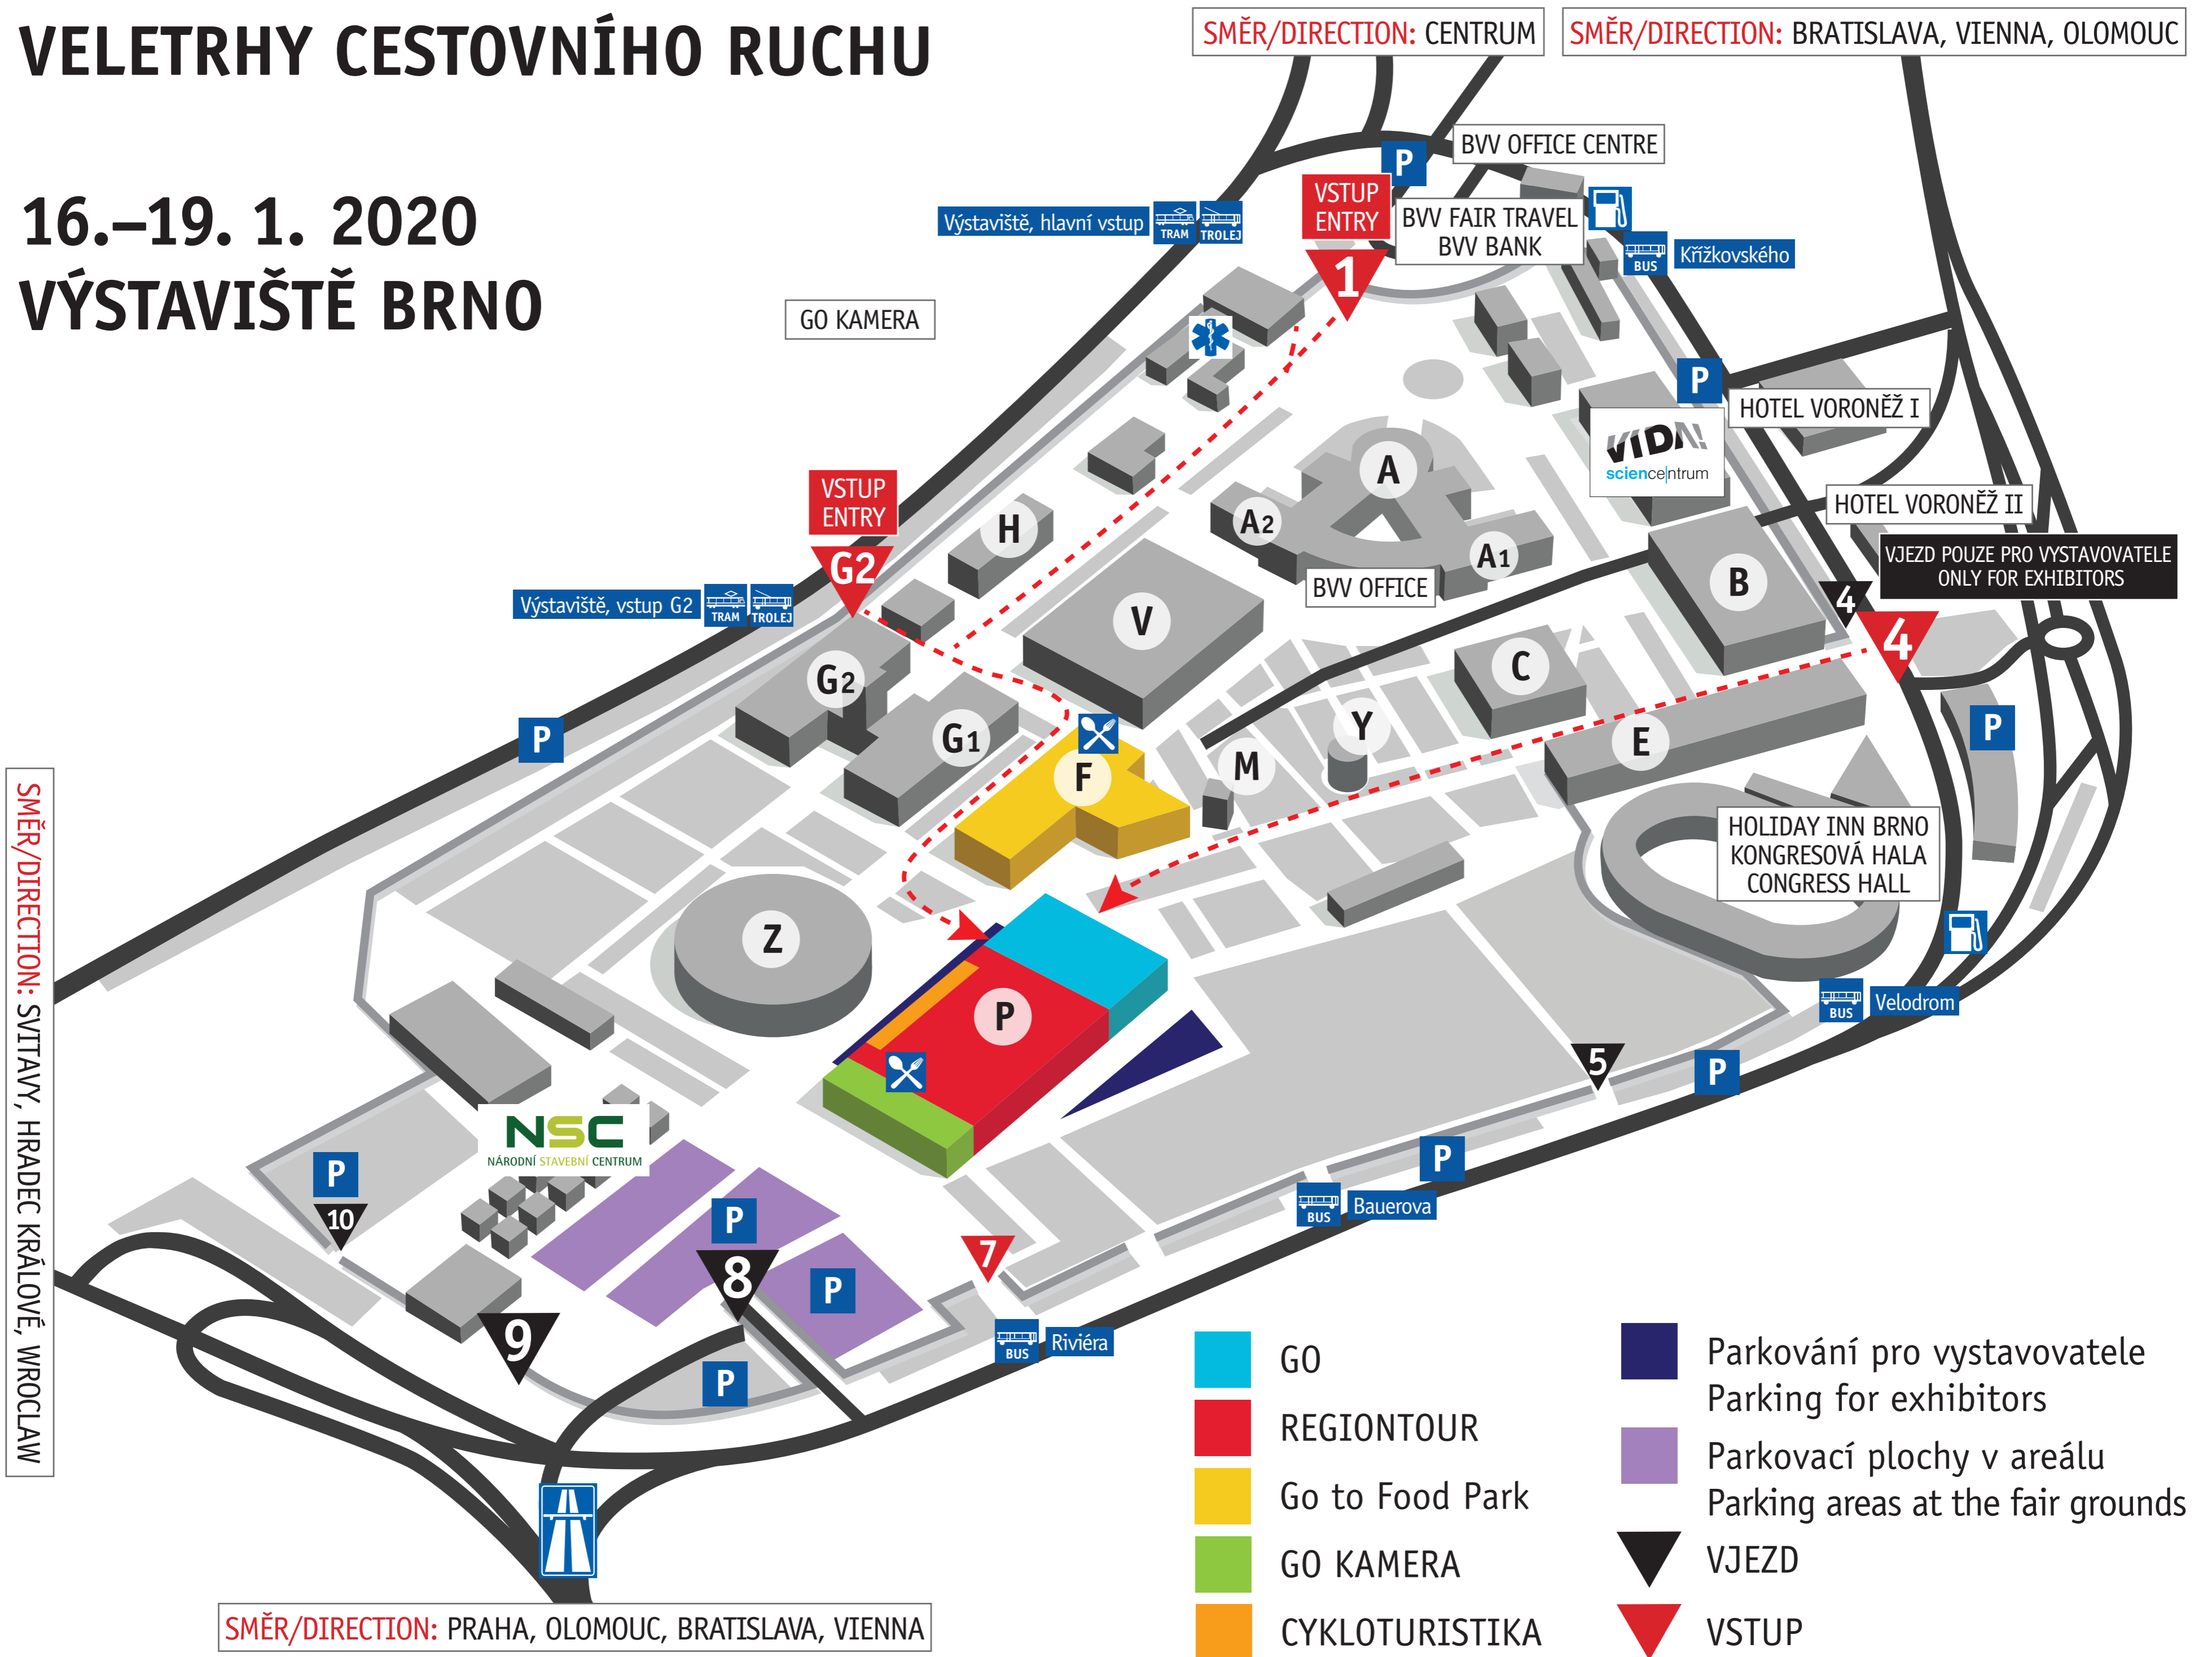 VELETRHY CESTOVNÍHO RUCHU
16.–19. 1. 2020
VÝSTAVIŠTĚ BRNO
SMĚR/DIRECTION: CENTRUM
SMĚR/DIRECTION: BRATISLAVA, VIENNA, OLOMOUC
BVV OFFICE CENTRE
P
VSTUP
ENTRY
1
BVV FAIR TRAVEL
BVV BANK
Výstaviště, hlavní vstup
TRAM
TROLEJ
BUS
Křížkovského
GO KAMERA
P
HOTEL VORONĚŽ I
VIDA!
sciencentrum
HOTEL VORONĚŽ II
VJEZD POUZE PRO VYSTAVOVATELE
ONLY FOR EXHIBITORS
4
4
VSTUP
ENTRY
G2
Výstaviště, vstup G2
TRAM
TROLEJ
H
A
A2
A1
BVV OFFICE
B
V
C
G2
G1
P
F
M
Y
E
P
HOLIDAY INN BRNO
KONGRESOVÁ HALA
CONGRESS HALL
Z
P
BUS
Velodrom
5
P
SMĚR/DIRECTION: SVITAVY, HRADEC KRÁLOVÉ, WROCLAW
NSC
NÁRODNÍ STAVEBNÍ CENTRUM
P
10
P
8
P
9
P
7
BUS
Riviéra
BUS
Bauerova
P
SMĚR/DIRECTION: PRAHA, OLOMOUC, BRATISLAVA, VIENNA
GO
REGIONTOUR
Go to Food Park
GO KAMERA
CYKLOTURISTIKA
Parkování pro vystavovatele
Parking for exhibitors
Parkovací plochy v areálu
Parking areas at the fair grounds
VJEZD
VSTUP